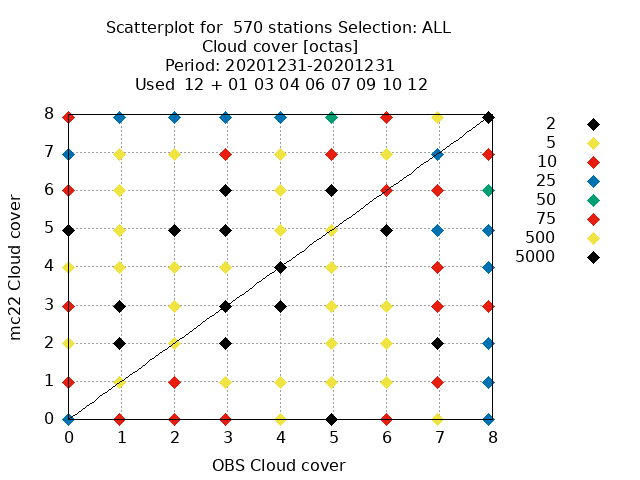 Scatterplot for  570 stations Selection: ALL
Cloud cover [octas]
Period: 20201231-20201231
Used  12 + 01 03 04 06 07 09 10 12
8
7
6
5
4
3
2
1
0
mc22 Cloud cover
0 1 2 3 4 5 6 7 8
OBS Cloud cover
2
5
10
25
50
75
500
5000